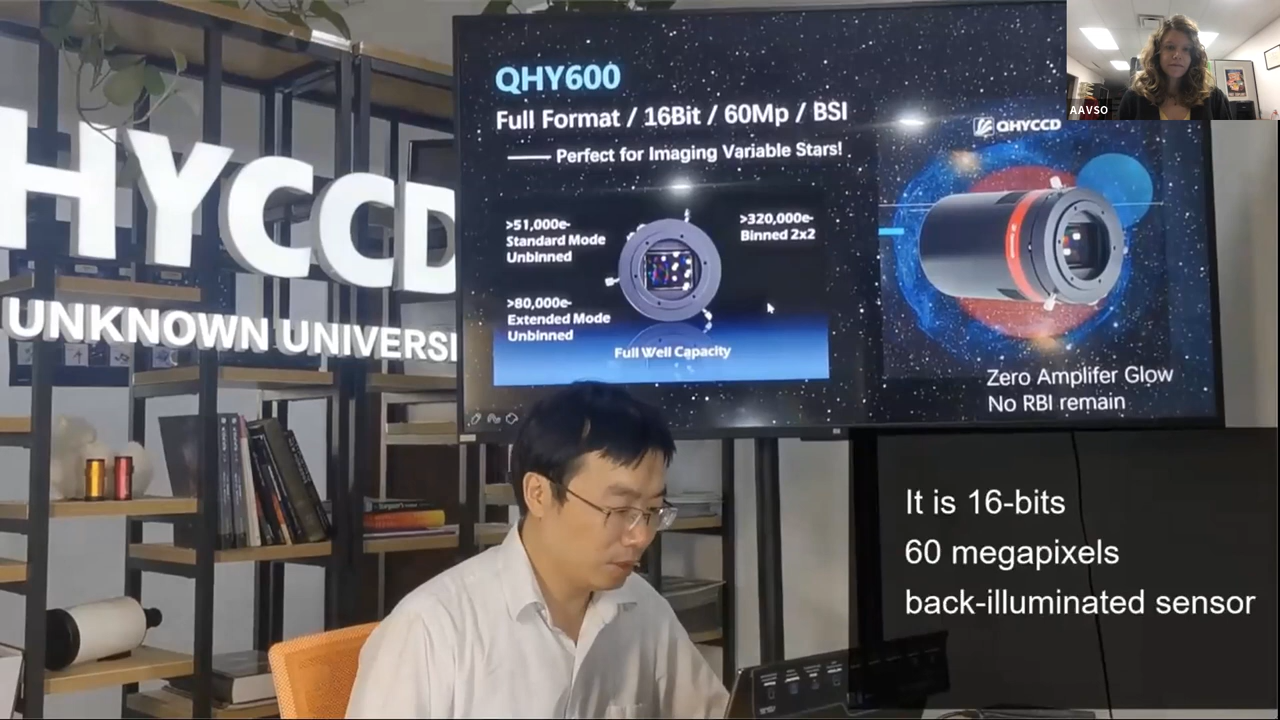 HYCCD
UNKNOWN UNIVERSI
QHY600
Full Format / 16Bit / 60Mp / BSI
Perfect for Imaging Variable Stars!
>51,000e-
Standard Mode
Unbinned
>80,000e-
Extended Mode
Unbinned
>320,000e-
Binned 2x2
Full Well Capacity
QHYCCD
Zero Amplifer Glow
No RBI remain
AAVSO
It is 16-bits
60 megapixels
back-illuminated sensor